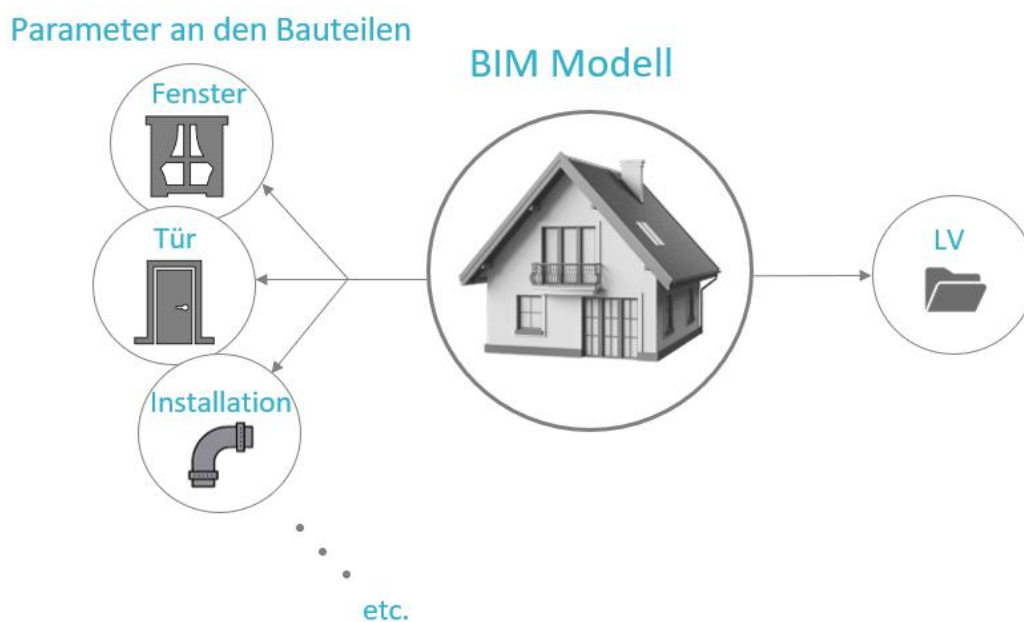 Parameter an den Bauteilen
BIM Modell
Fenster
Tür
LV
Installation
etc.